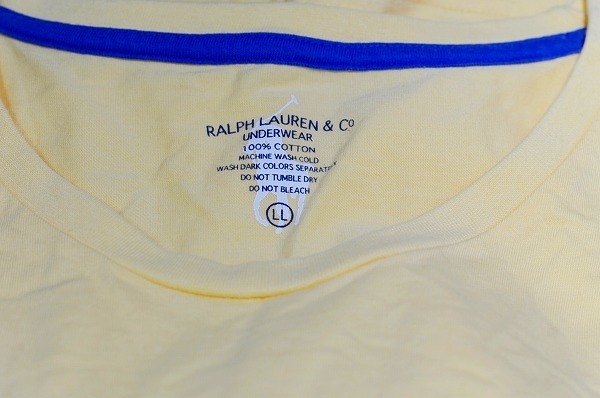 RALPH LAUREN & Co
UNDERWEAR
100% COTTON
MACHINE WASH COLD
WASH DARK COLORS SEPARATELY
DO NOT TUMBLE DRY
DO NOT BLEACH
LL